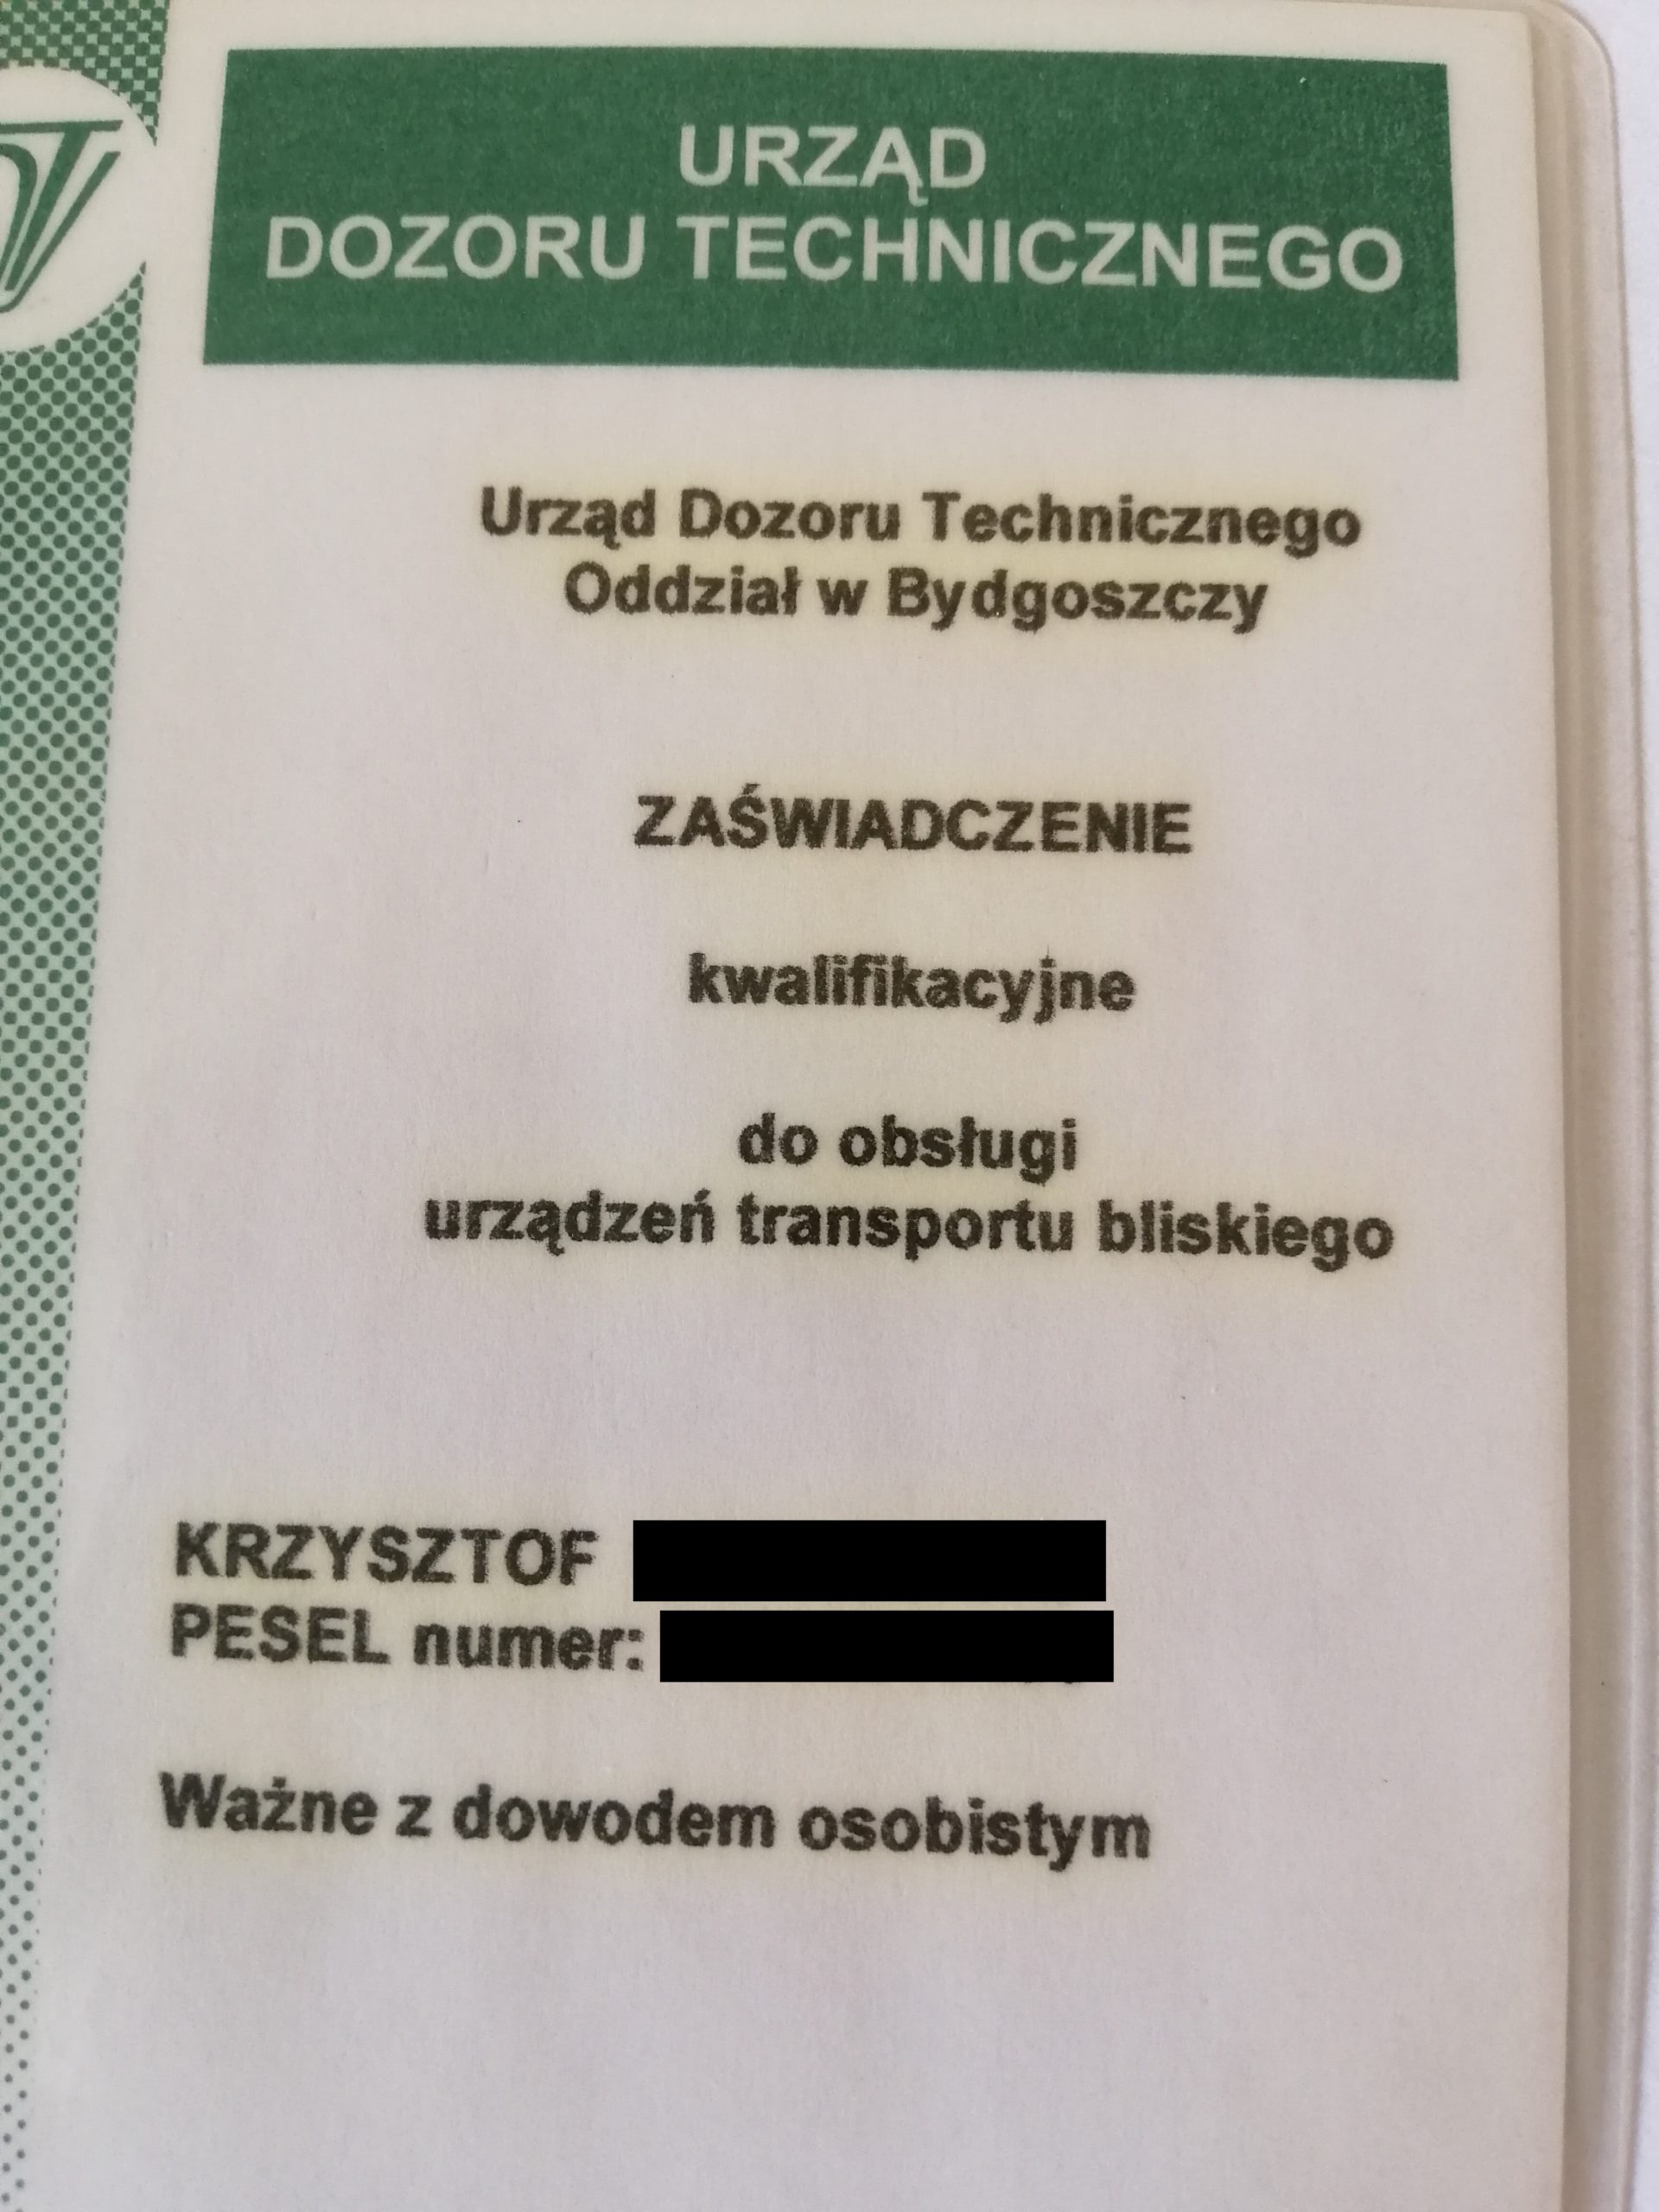 URZĄD
DOZORU TECHNICZNEGO
Urząd Dozoru Technicznego
Oddział w Bydgoszczy
ZAŚWIADCZENIE
kwalifikacyjne
do obsługi
urządzeń transportu bliskiego
KRZYSZTOF
PESEL numer:
Ważne z dowodem osobistym